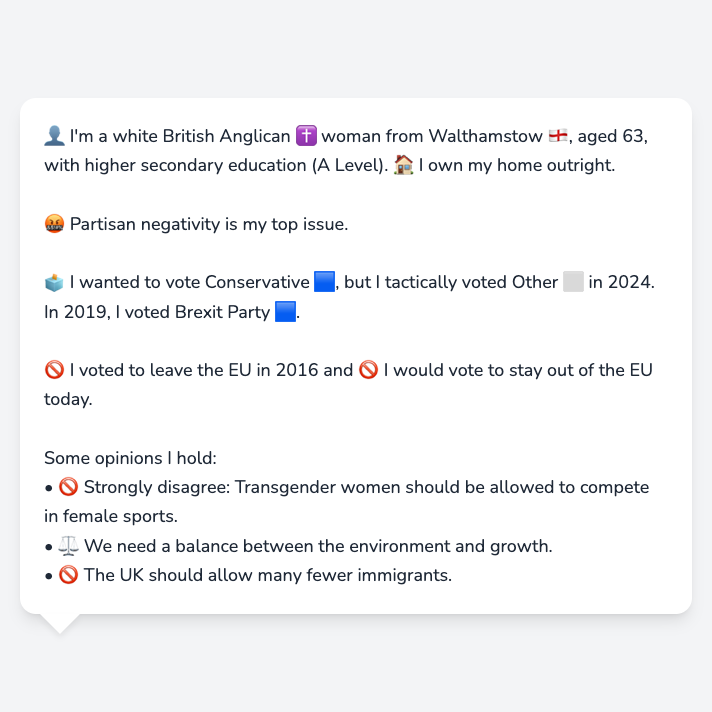 👤 I'm a white British Anglican ✝️ woman from Walthamstow 🏴󠁧󠁢󠁥󠁮󠁧󠁿, aged 63,
with higher secondary education (A Level). 🏠 I own my home outright.
🤬 Partisan negativity is my top issue.
🗳️ I wanted to vote Conservative 🟦, but I tactically voted Other ⬜ in 2024.
In 2019, I voted Brexit Party 🟦.
🚫 I voted to leave the EU in 2016 and 🚫 I would vote to stay out of the EU
today.
Some opinions I hold:
• 🚫 Strongly disagree: Transgender women should be allowed to compete
in female sports.
• ⚖️ We need a balance between the environment and growth.
• 🚫 The UK should allow many fewer immigrants.